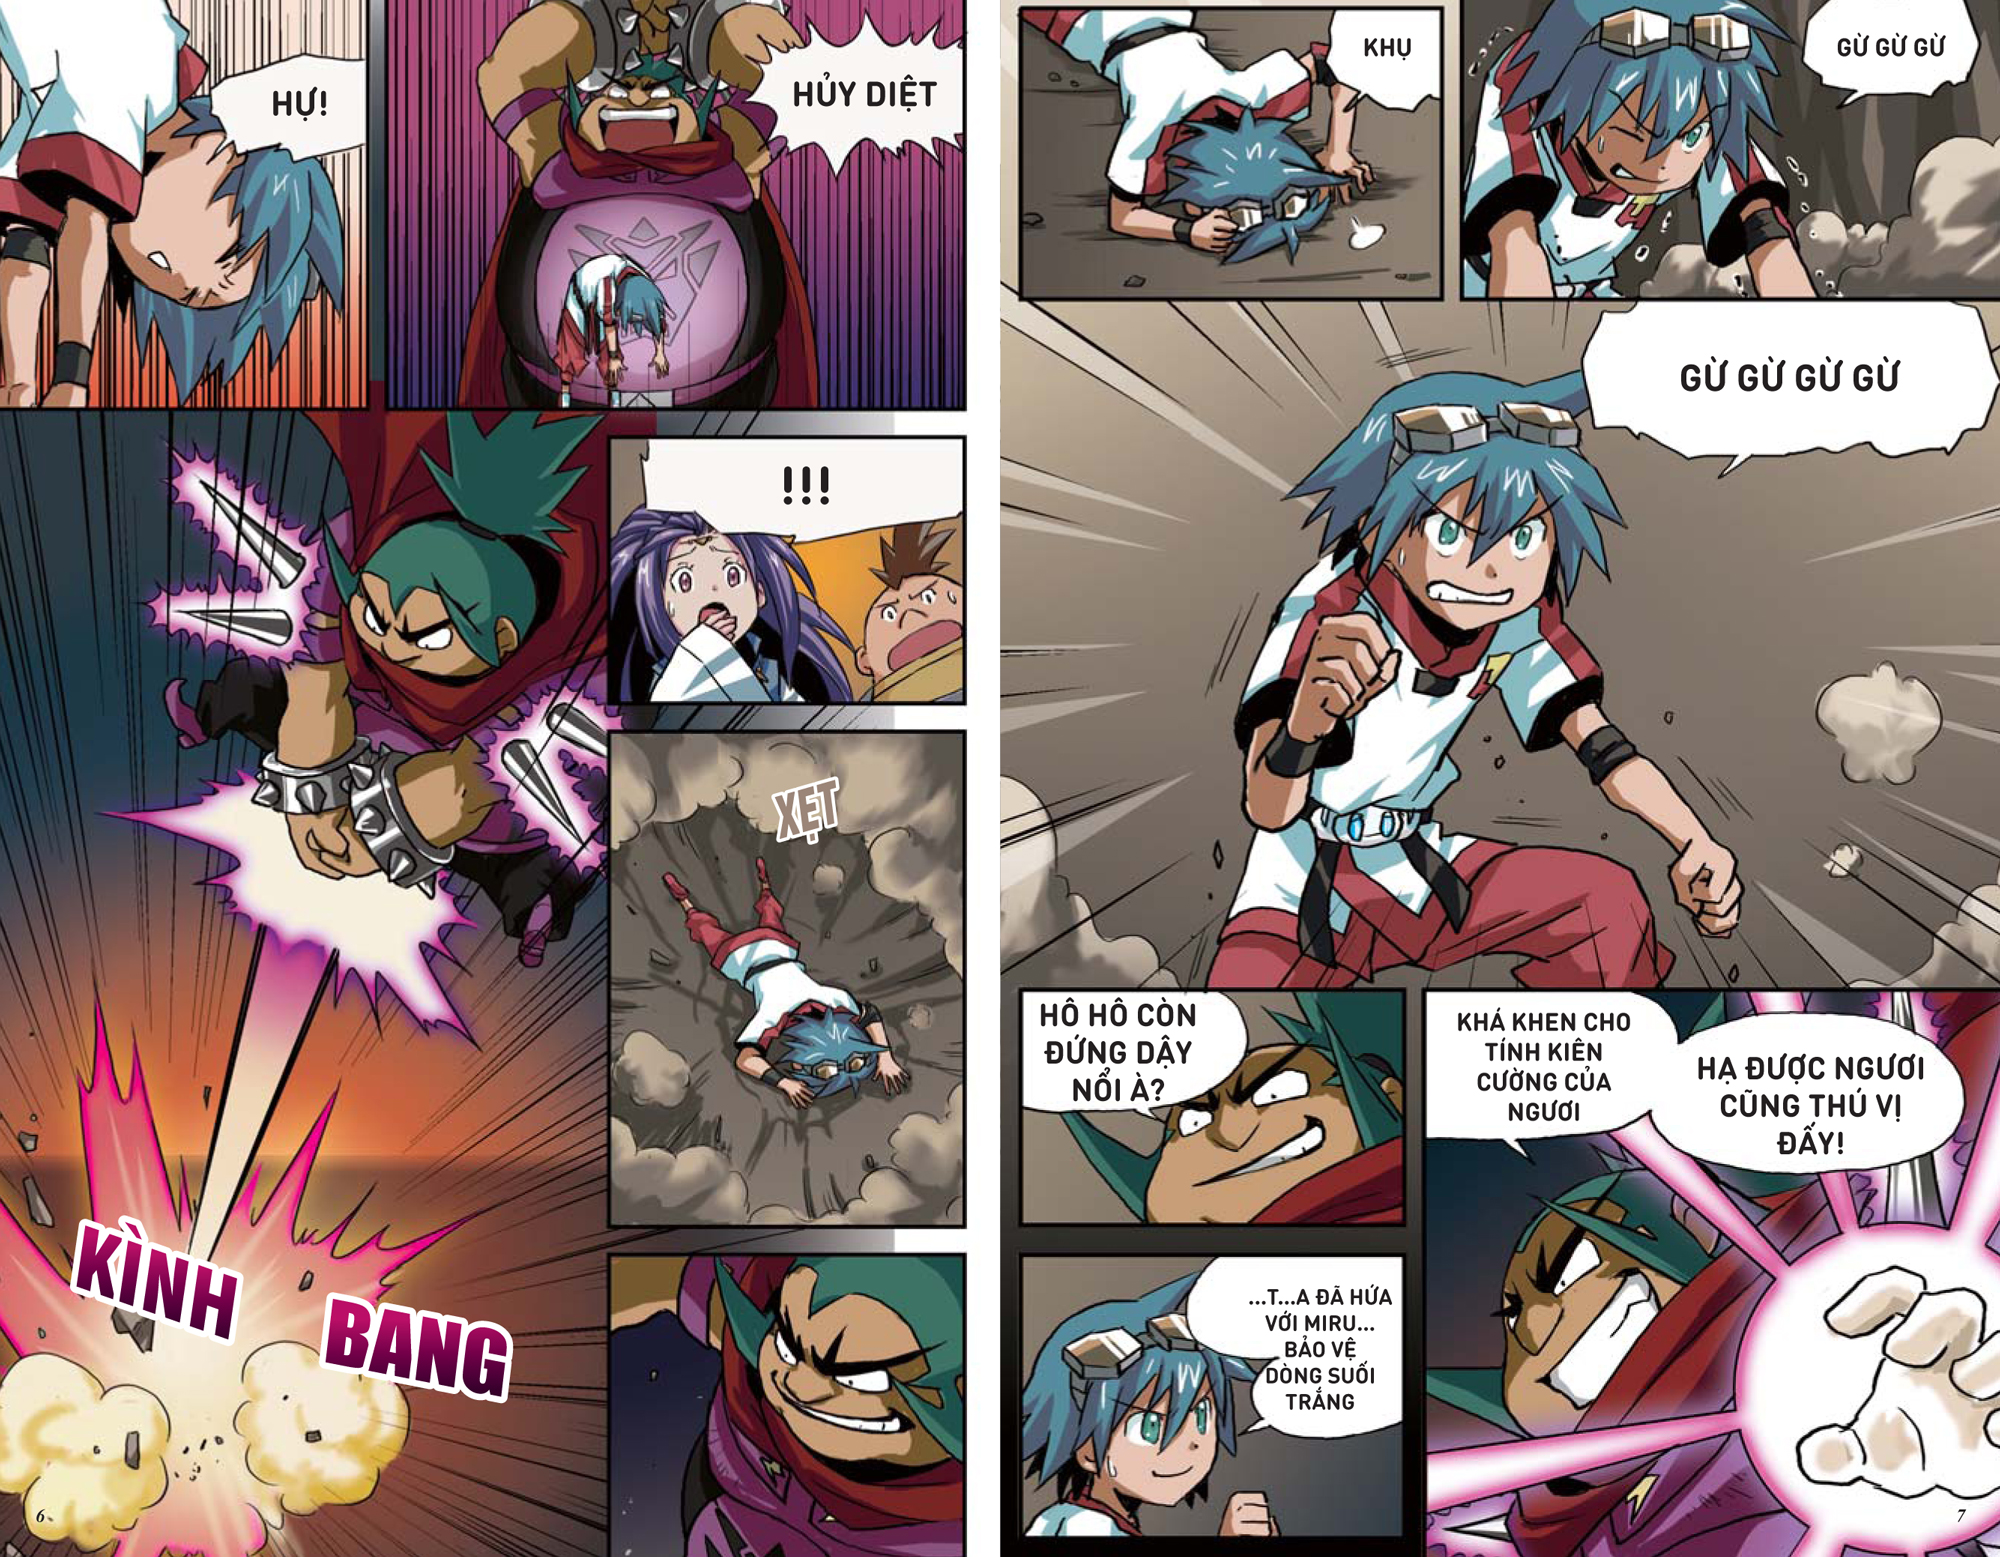 HỰ!
HỦY DIỆT
!!!
XẸT
KÌNH
BANG
6
KHỤ
GỪ GỪ GỪ
GỪ GỪ GỪ GỪ
HÔ HÔ CÒN
ĐỨNG DẬY
NỔI À?
KHÁ KHEN CHO
TÍNH KIÊN
CƯỜNG CỦA
NGƯƠI
HẠ ĐƯỢC NGƯƠI
CŨNG THÚ VỊ
ĐẤY!
...T...A ĐÃ HỨA
VỚI MIRU...
BẢO VỆ
DÒNG SUỐI
TRẮNG
7